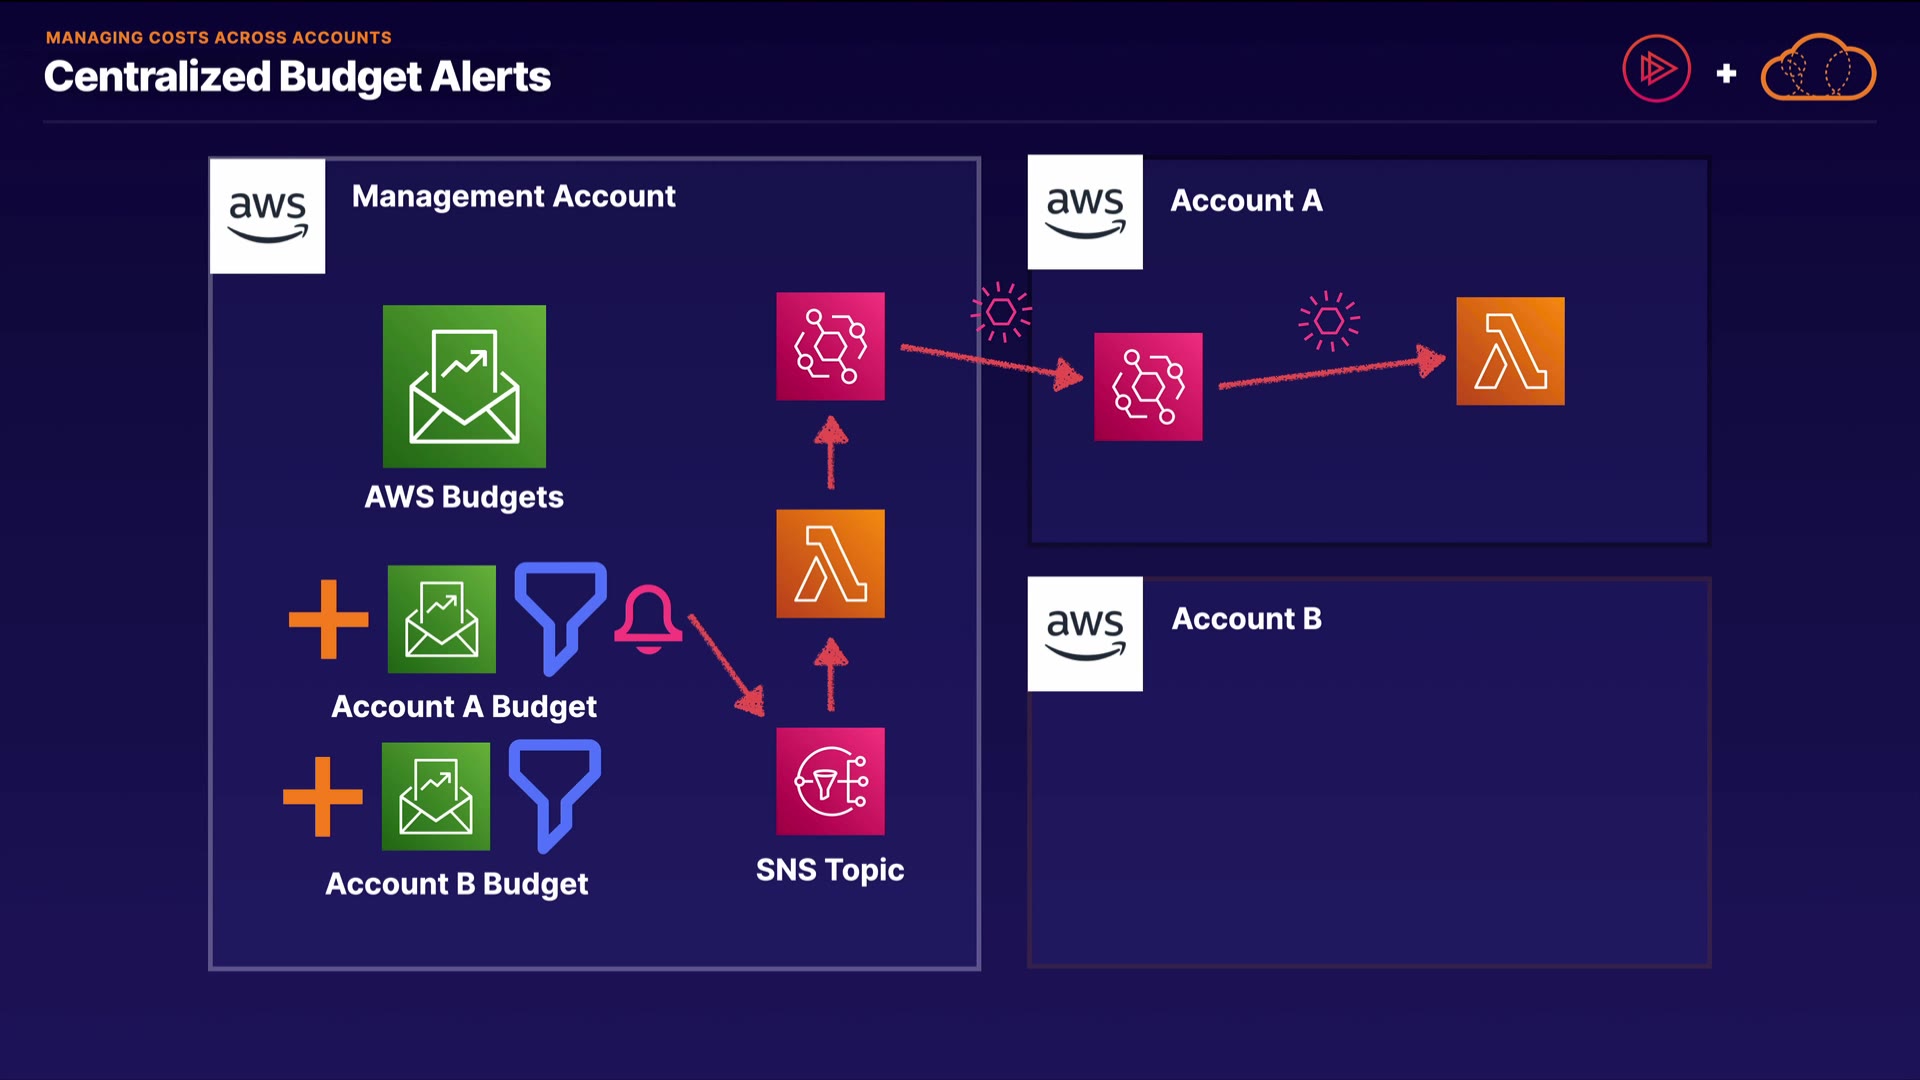 MANAGING COSTS ACROSS ACCOUNTS
Centralized Budget Alerts
aws
Management Account
AWS Budgets
Account A Budget
Account B Budget
SNS Topic
aws
Account A
aws
Account B